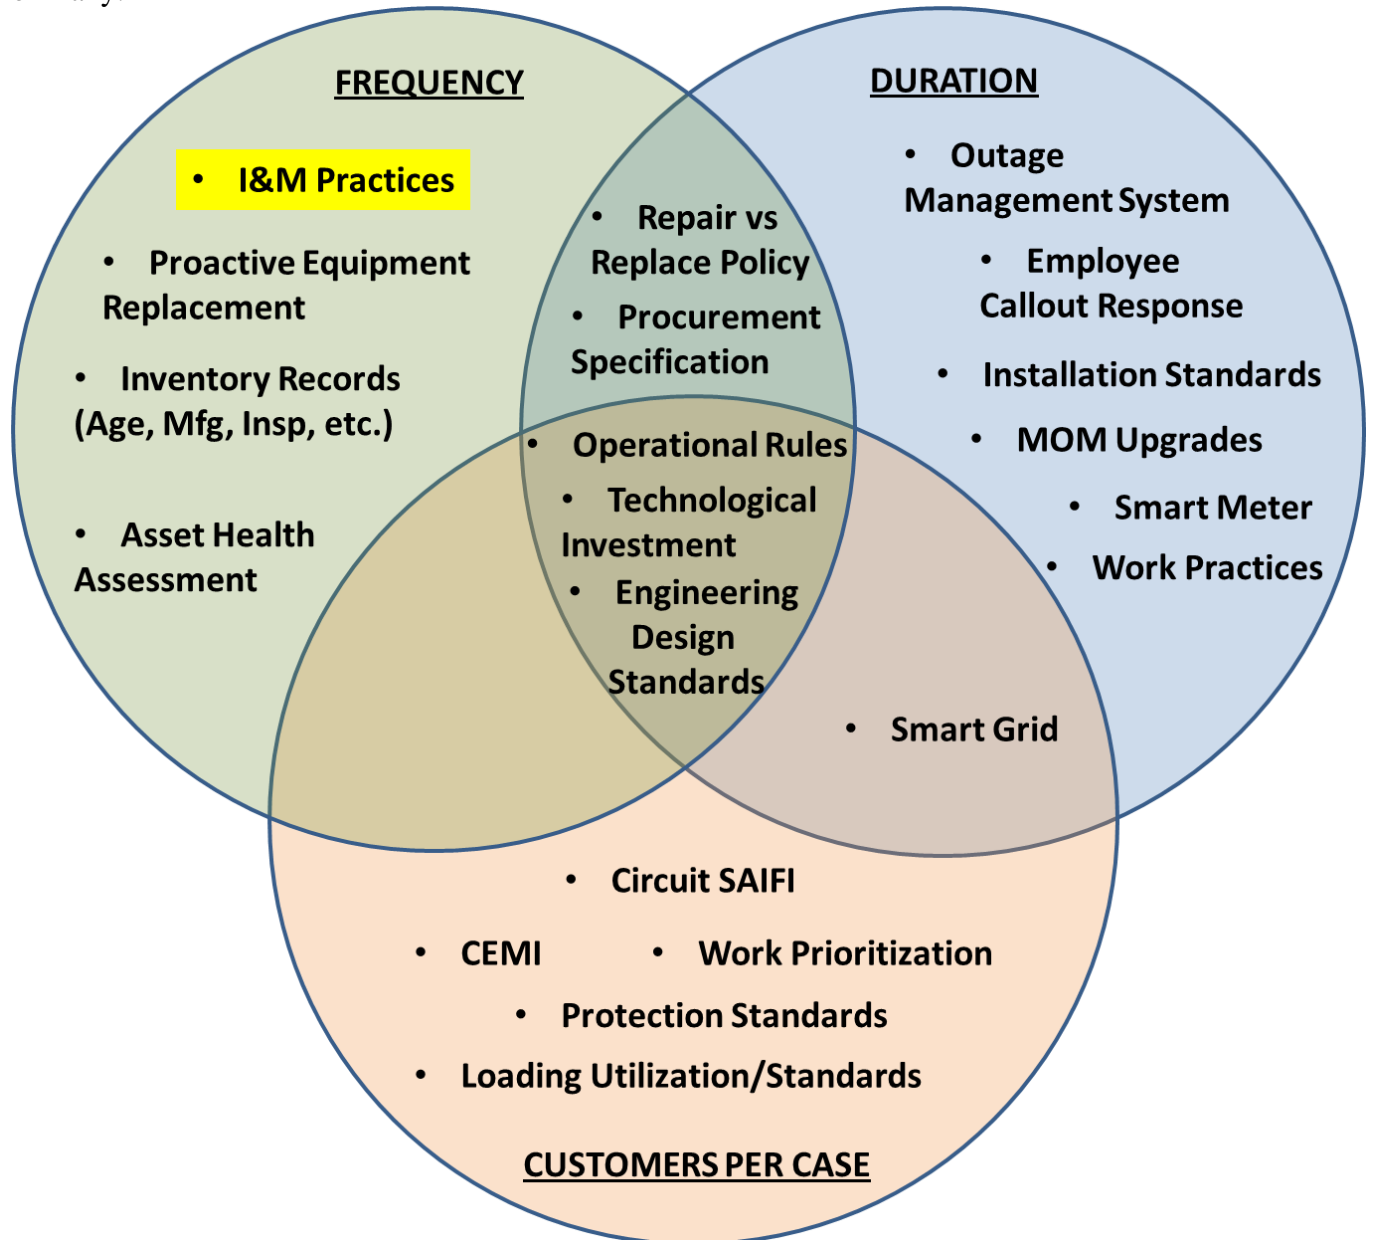 FREQUENCY
• I&M Practices
• Proactive Equipment
Replacement
• Inventory Records
(Age, Mfg, Insp, etc.)
• Asset Health
Assessment
• Repair vs
Replace Policy
• Procurement
Specification
• Operational Rules
• Technological
Investment
• Engineering
Design
Standards
DURATION
• Outage
Management System
• Employee
Callout Response
• Installation Standards
• MOM Upgrades
• Smart Meter
• Work Practices
• Smart Grid
• Circuit SAIFI
• CEMI • Work Prioritization
• Protection Standards
• Loading Utilization/Standards
CUSTOMERS PER CASE